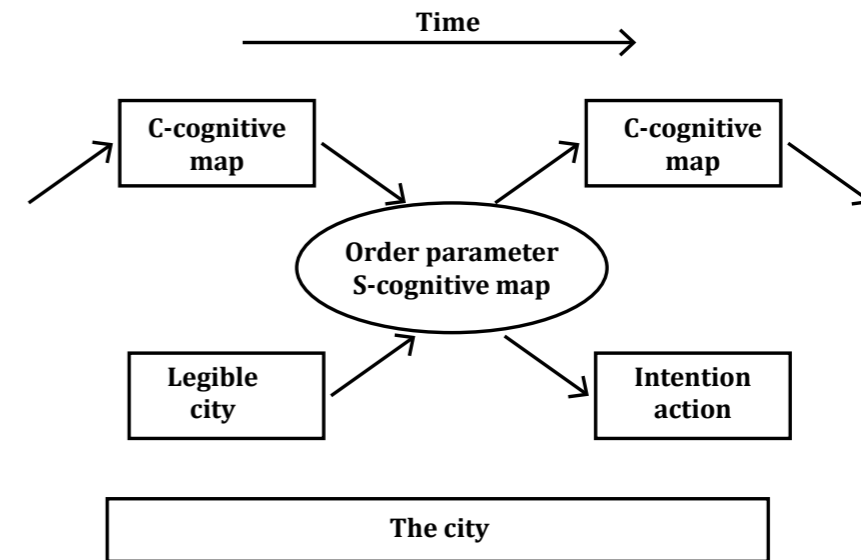 Time
C-cognitive
map
C-cognitive
map
Order parameter
S-cognitive map
Legible
city
Intention
action
The city